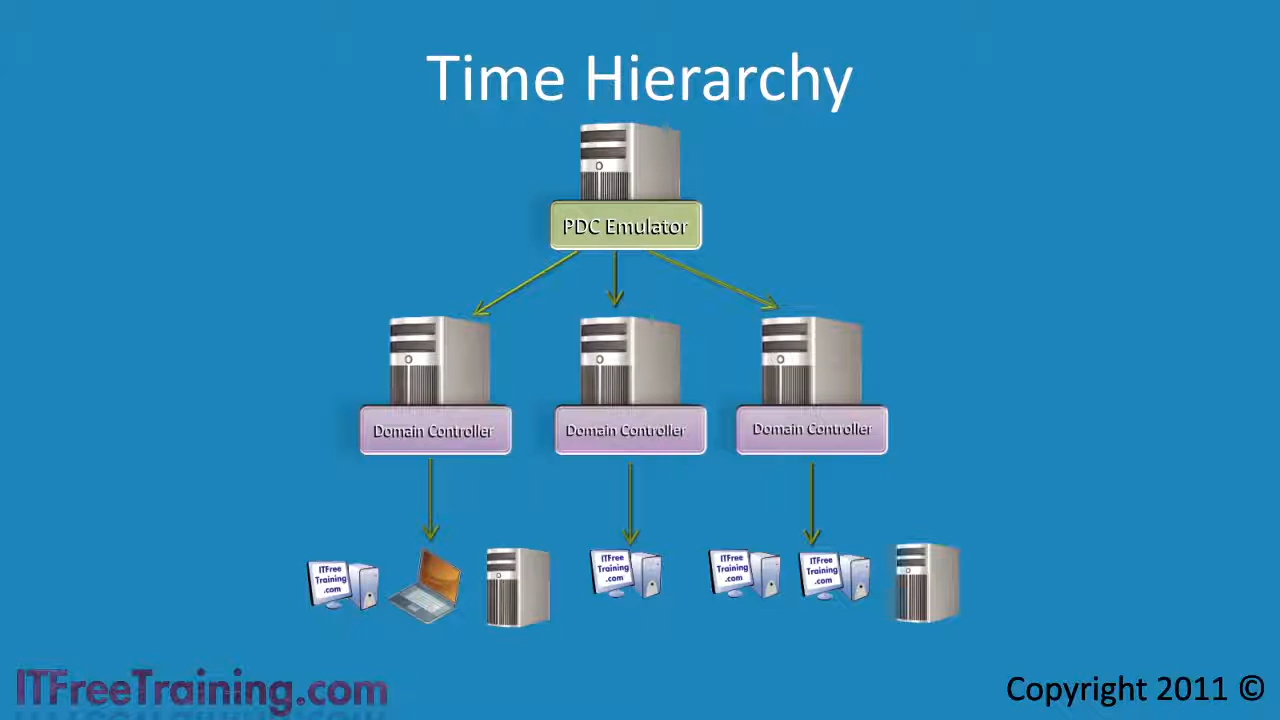 Time Hierarchy
PDC Emulator
Domain Controller
Domain Controller
Domain Controller
ITFree
Training
.com
ITFree
Training
.com
ITFree
Training
.com
ITFree
Training
.com
ITFreeTraining.com
Copyright 2011 ©